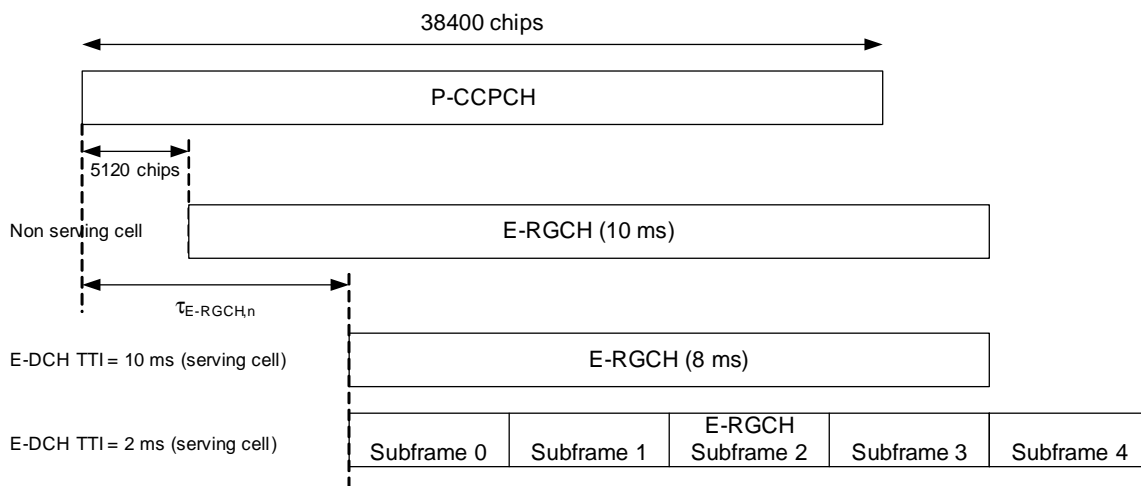 38400 chips
P-CCPCH
5120 chips
Non serving cell
E-RGCH (10 ms)
τE-RGCH,n
E-DCH TTI = 10 ms (serving cell)
E-RGCH (8 ms)
E-DCH TTI = 2 ms (serving cell)
E-RGCH
Subframe 0 Subframe 1 Subframe 2 Subframe 3 Subframe 4